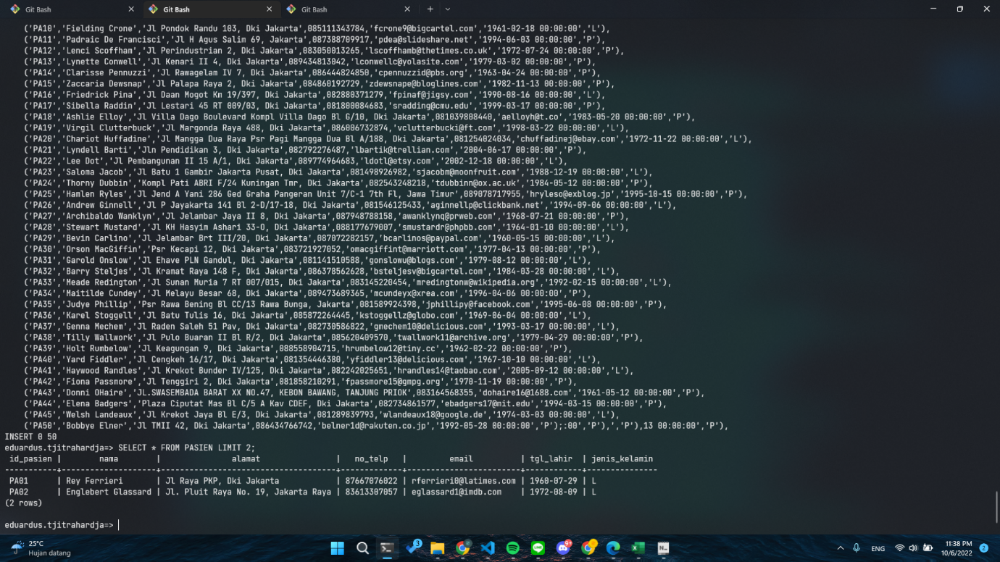 Git Bash
Git Bash
Git Bash
('PA10','Fielding Crone','Jl Pondok Randu 103, Dki Jakarta',085111343784,'fcrone9@bigcartel.com','1961-02-18 00:00:00','L'),
('PA11','Padraic De Francisci','Jl H Agus Salim 69, Jakarta',087388709917,'pdea@slideshare.net','1994-06-03 00:00:00','P'),
('PA12','Lenci Scoffham','Jl Perindustrian 2, Dki Jakarta',083050013265,'lscoffhamb@thetimes.co.uk','1972-07-24 00:00:00','P'),
('PA13','Lynette Conwell','Jl Kenari II 4, Dki Jakarta',089434813042,'lconwellc@yolasite.com','1979-03-02 00:00:00','P'),
('PA14','Clarisse Pennuzzi','Jl Rawagelam IV 7, Dki Jakarta',086444824850,'cpennuzzid@pbs.org','1963-04-24 00:00:00','P'),
('PA15','Zaccaria Dewsnap','Jl Palapa Raya 2, Dki Jakarta',084860192729,'zdewsnape@bloglines.com','1982-11-13 00:00:00','P'),
('PA16','Friedrick Pina','Jl Daan Mogot Km 19/397, Dki Jakarta',082880371279,'fpinaf@jigsy.com','1990-08-16 00:00:00','L'),
('PA17','Sibella Raddin','Jl Lestari 45 RT 009/03, Dki Jakarta',081800084683,'sradding@cmu.edu','1999-03-17 00:00:00','P'),
('PA18','Ashlie Elloy','Jl Villa Dago Boulevard Kompl Villa Dago Bl G/10, Dki Jakarta',081039808440,'aelloyh@t.co','1983-05-20 00:00:00','P'),
('PA19','Virgil Clutterbuck','Jl Margonda Raya 488, Dki Jakarta',086006732874,'vclutterbucki@ft.com','1998-03-22 00:00:00','L'),
('PA20','Chariot Huffadine','Jl Mangga Dua Raya Psr Pagi Mangga Dua Bl A/188, Dki Jakarta',081254024034,'chuffadinej@ebay.com','1972-11-22 00:00:00','L'),
('PA21','Lyndell Barti','Jln Pendidikan 3, Dki Jakarta',082792276487,'lbartik@trellian.com','2004-06-17 00:00:00','P'),
('PA22','Lee Dot','Jl Pembangunan II 15 A/1, Dki Jakarta',089774964683,'ldotl@etsy.com','2002-12-18 00:00:00','L'),
('PA23','Saloma Jacob','Jl Batu 1 Gambir Jakarta Pusat, Dki Jakarta',081498926982,'sjacobm@moonfruit.com','1988-12-19 00:00:00','L'),
('PA24','Thorny Dubbin','Kompl Pati ABRI F/24 Kuningan Tmr, Dki Jakarta',082543248218,'tdubbinn@ox.ac.uk','1984-05-12 00:00:00','P'),
('PA25','Hamlen Ryles','Jl Jend A Yani 286 Ged Graha Pangeran Unit 7/C-1 7th Fl, Jawa Timur',089078717955,'hryleso@exblog.jp','1995-10-15 00:00:00','P'),
('PA26','Andrew Ginnell','Jl P Jayakarta 141 Bl 2-D/17-18, Dki Jakarta',081546125433,'aginnellp@clickbank.net','1994-09-06 00:00:00','L'),
('PA27','Archibaldo Wanklyn','Jl Jelambar Jaya II 8, Dki Jakarta',087948788158,'awanklynq@prweb.com','1968-07-21 00:00:00','P'),
('PA28','Stewart Mustard','Jl KH Hasyim Ashari 33-O, Dki Jakarta',088177679007,'smustardr@phpbb.com','1964-01-10 00:00:00','L'),
('PA29','Bevin Carlino','Jl Jelambar Brt III/20, Dki Jakarta',087072282157,'bcarlinos@paypal.com','1960-05-15 00:00:00','L'),
('PA30','Orson MacGiffin','Psr Kecapi 12, Dki Jakarta',083721927052,'omacgiffint@marriott.com','1977-04-13 00:00:00','P'),
('PA31','Garold Onslow','Jl Ehave PLN Gandul, Dki Jakarta',081141510588,'gonslowu@blogs.com','1979-08-12 00:00:00','L'),
('PA32','Barry Steljes','Jl Kramat Raya 148 F, Dki Jakarta',086378562628,'bsteljesv@bigcartel.com','1984-03-28 00:00:00','L'),
('PA33','Meade Redington','Jl Sunan Muria 7 RT 007/015, Dki Jakarta',083145220454,'mredingtonw@wikipedia.org','1992-02-15 00:00:00','L'),
('PA34','Maitilde Cundey','Jl Melayu Besar 68, Dki Jakarta',089473689365,'mcundeyx@xrea.com','1996-04-06 00:00:00','P'),
('PA35','Judye Phillip','Psr Rawa Bening Bl CC/13 Rawa Bunga, Jakarta',081589924398,'jphillipy@facebook.com','1995-06-08 00:00:00','P'),
('PA36','Karel Stoggell','Jl Batu Tulis 16, Dki Jakarta',085872264445,'kstoggellz@globo.com','1969-06-04 00:00:00','L'),
('PA37','Genna Mechem','Jl Raden Saleh 51 Pav, Dki Jakarta',082730586822,'gmechem10@delicious.com','1993-03-17 00:00:00','L'),
('PA38','Tilly Wallwork','Jl Pulo Buaran II Bl R/2, Dki Jakarta',085620409570,'twallwork11@archive.org','1979-04-29 00:00:00','P'),
('PA39','Holt Rumbelow','Jl Keagungan 9, Dki Jakarta',088558904715,'hrumbelow12@tiny.cc','1962-02-22 00:00:00','P'),
('PA40','Yard Fiddler','Jl Cengkeh 16/17, Dki Jakarta',081354446380,'yfiddler13@delicious.com','1967-10-10 00:00:00','L'),
('PA41','Haywood Randles','Jl Krekot Bunder IV/125, Dki Jakarta',082242025651,'hrandles14@taobao.com','2005-09-12 00:00:00','L'),
('PA42','Fiona Passmore','Jl Tenggiri 2, Dki Jakarta',081858210291,'fpassmore15@gmpg.org','1970-11-19 00:00:00','P'),
('PA43','Donni OHaire','JL.SWASEMBADA BARAT XX NO.47, KEBON BAWANG, TANJUNG PRIOK',083164568355,'dohaire16@1688.com','1961-05-12 00:00:00','P'),
('PA44','Elena Badgers','Plaza Ciputat Mas Bl C/5 A Kav CDEF, Dki Jakarta',082734861577,'ebadgers17@mit.edu','1994-03-15 00:00:00','P'),
('PA45','Welsh Landeaux','Jl Krekot Jaya Bl E/3, Dki Jakarta',081289839793,'wlandeaux18@google.de','1974-03-03 00:00:00','L'),
('PA50','Bobbye Elner','Jl TMII 42, Dki Jakarta',086434766742,'belner1d@rakuten.co.jp','1992-05-28 00:00:00','P');:00','P'),','P'),13 00:00:00','P'),
INSERT 0 50
eduardus.tjitrahardja=> SELECT * FROM PASIEN LIMIT 2;
id_pasien | nama | alamat | no_telp | email | tgl_lahir | jenis_kelamin
-----------+-------------------+-----------------------------------+-------------+------------------------+------------+---------------
PA01 | Rey Ferrieri | Jl Raya PKP, Dki Jakarta | 87667076022 | rferrieri0@latimes.com | 1960-07-29 | L
PA02 | Englebert Glassard | Jl. Pluit Raya No. 19, Jakarta Raya | 83613307057 | eglassard1@imdb.com | 1972-08-09 | L
(2 rows)
eduardus.tjitrahardja=>
25°C
Hujan datang
3
9+
ENG
11:38 PM
10/6/2022
2